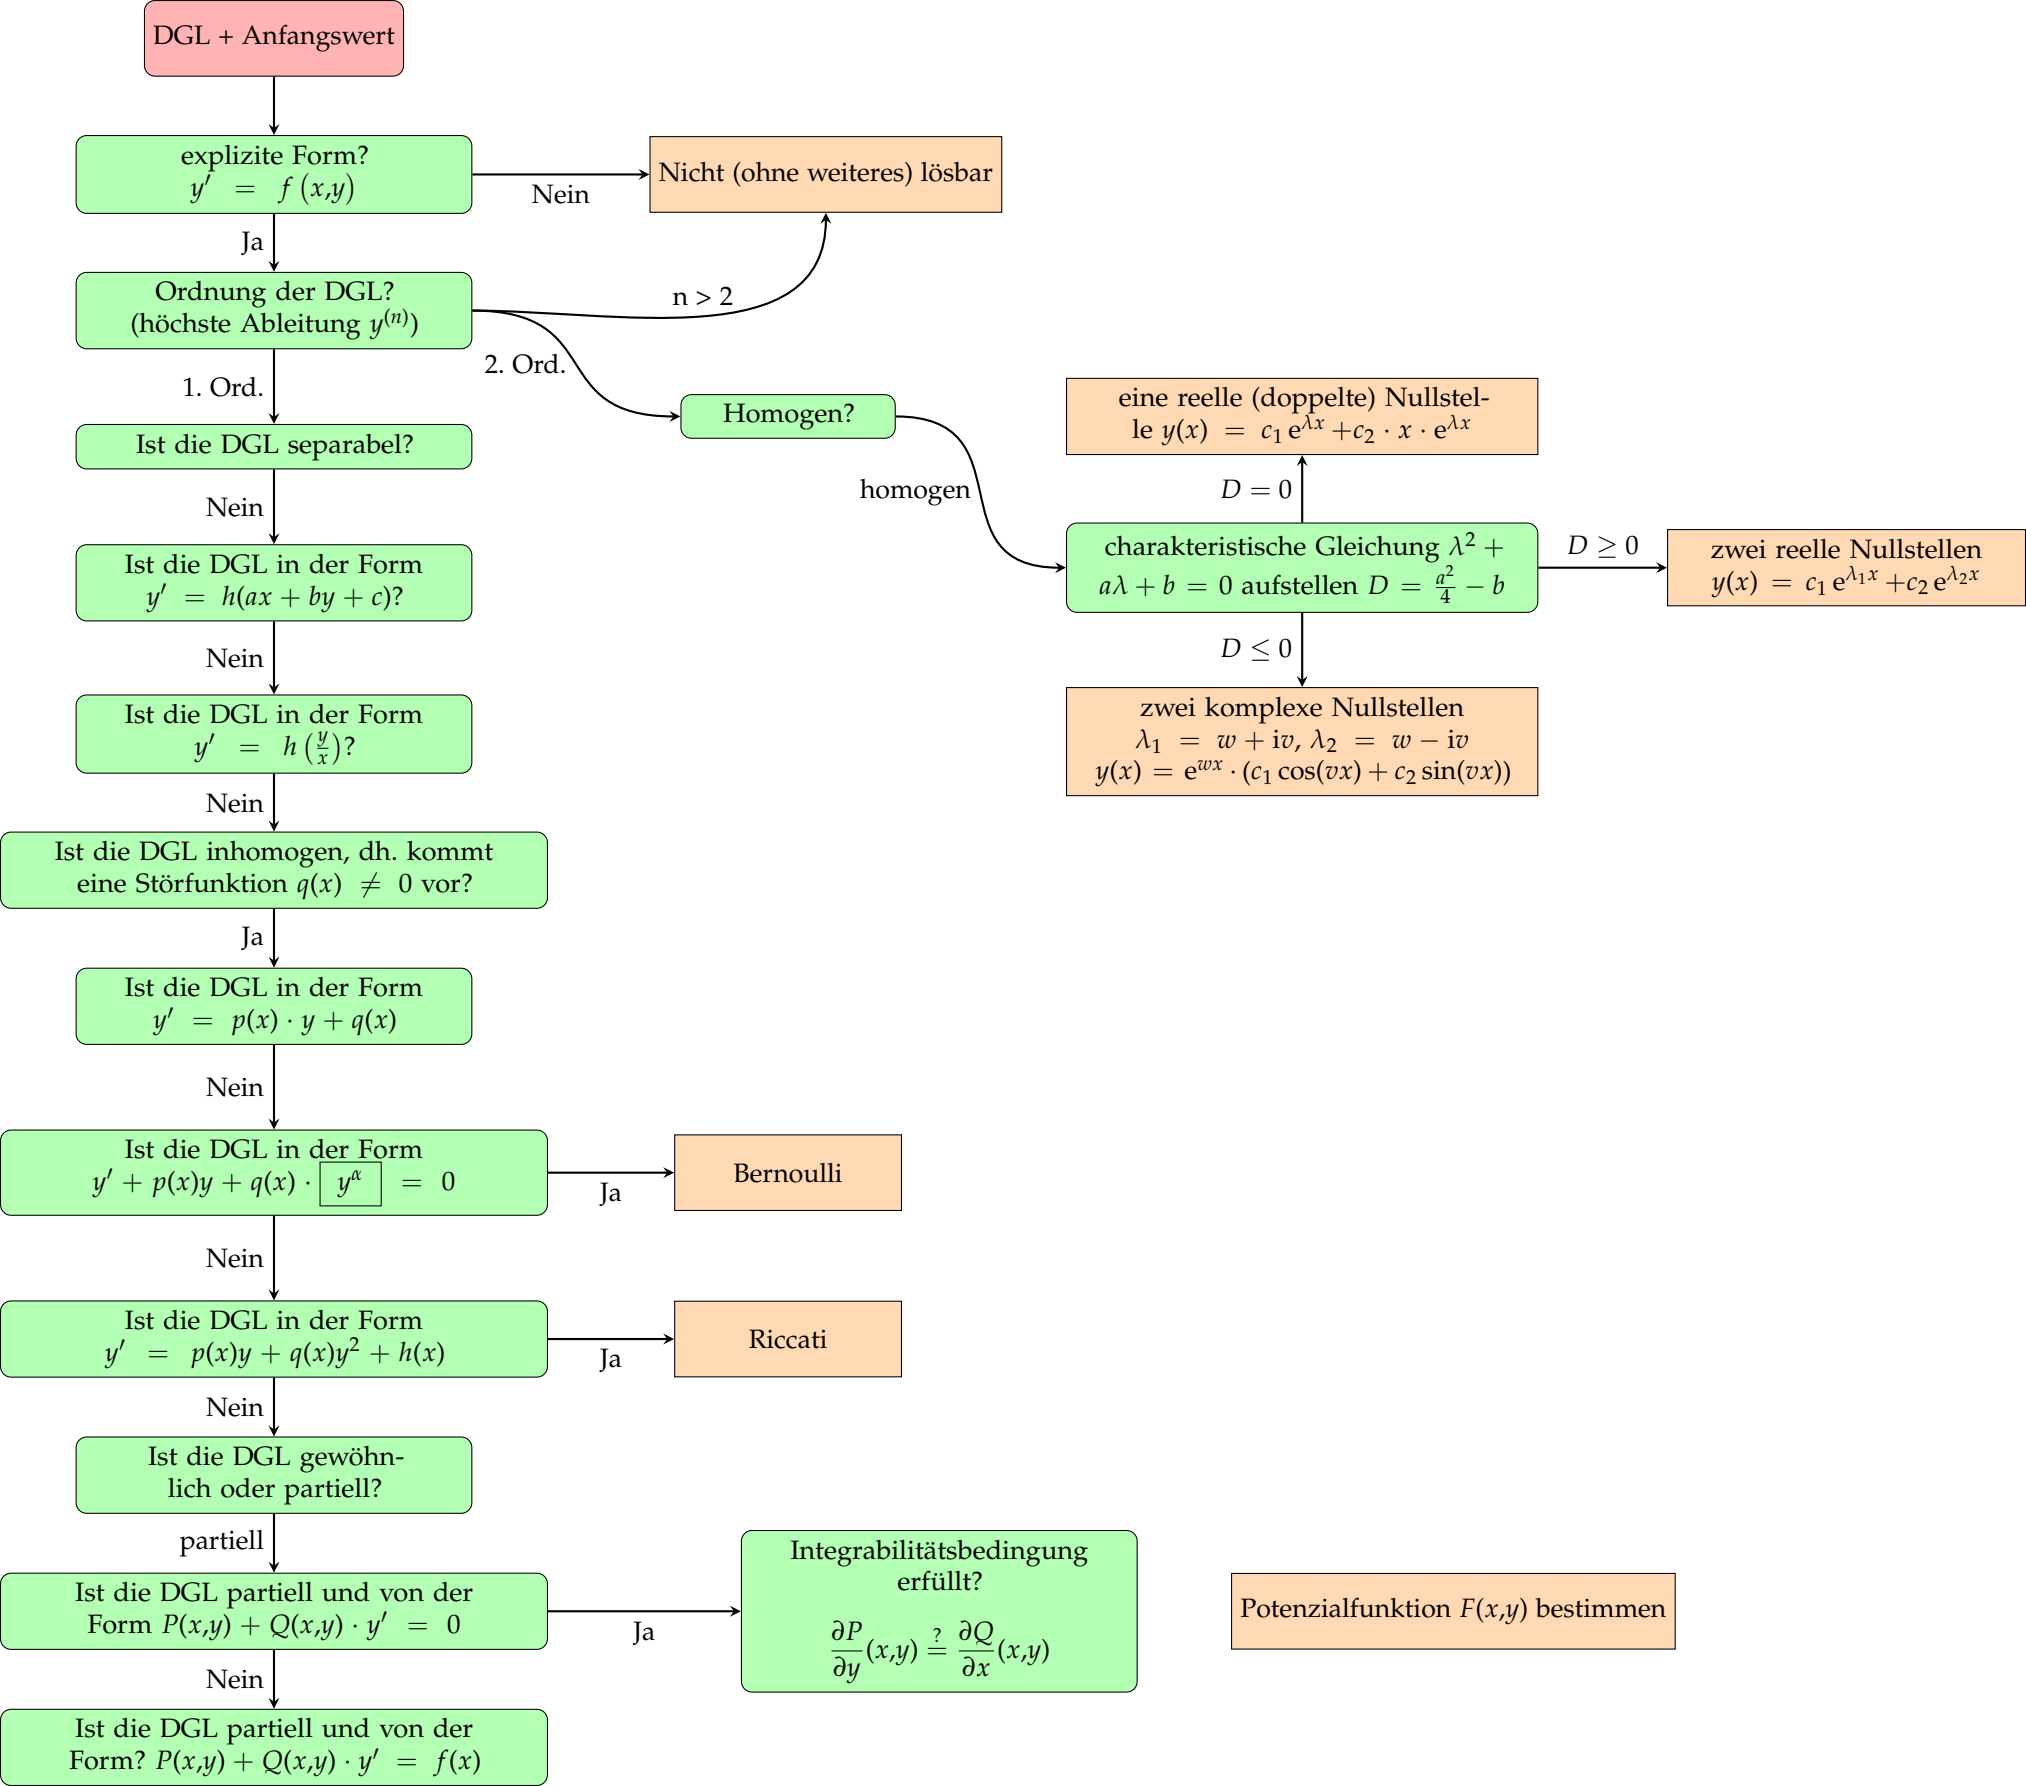 DGL + Anfangswert
explizite Form?
y′ = f (x,y)
Nein
Nicht (ohne weiteres) lösbar
Ja
Ordnung der DGL?
(höchste Ableitung y⁽ⁿ⁾)
n > 2
2. Ord.
1. Ord.
Homogen?
homogen
eine reelle (doppelte) Nullstel-
le y(x) = c₁ e^{λx} + c₂ · x · e^{λx}
D = 0
charakteristische Gleichung λ² +
aλ + b = 0 aufstellen D = a²/4 − b
D ≥ 0
zwei reelle Nullstellen
y(x) = c₁ e^{λ₁x} + c₂ e^{λ₂x}
D ≤ 0
zwei komplexe Nullstellen
λ₁ = w + iv, λ₂ = w − iv
y(x) = e^{wx} · (c₁ cos(vx) + c₂ sin(vx))
Ist die DGL separabel?
Nein
Ist die DGL in der Form
y′ = h(ax + by + c)?
Nein
Ist die DGL in der Form
y′ = h (y/x)?
Nein
Ist die DGL inhomogen, dh. kommt
eine Störfunktion q(x) ≠ 0 vor?
Ja
Ist die DGL in der Form
y′ = p(x) · y + q(x)
Nein
Ist die DGL in der Form
y′ + p(x)y + q(x) · y^α = 0
Ja
Bernoulli
Nein
Ist die DGL in der Form
y′ = p(x)y + q(x)y² + h(x)
Ja
Riccati
Nein
Ist die DGL gewöhn-
lich oder partiell?
partiell
Ist die DGL partiell und von der
Form P(x,y) + Q(x,y) · y′ = 0
Ja
Integrabilitätsbedingung
erfüllt?
∂P/∂y (x,y) ≟ ∂Q/∂x (x,y)
Potenzialfunktion F(x,y) bestimmen
Nein
Ist die DGL partiell und von der
Form? P(x,y) + Q(x,y) · y′ = f(x)